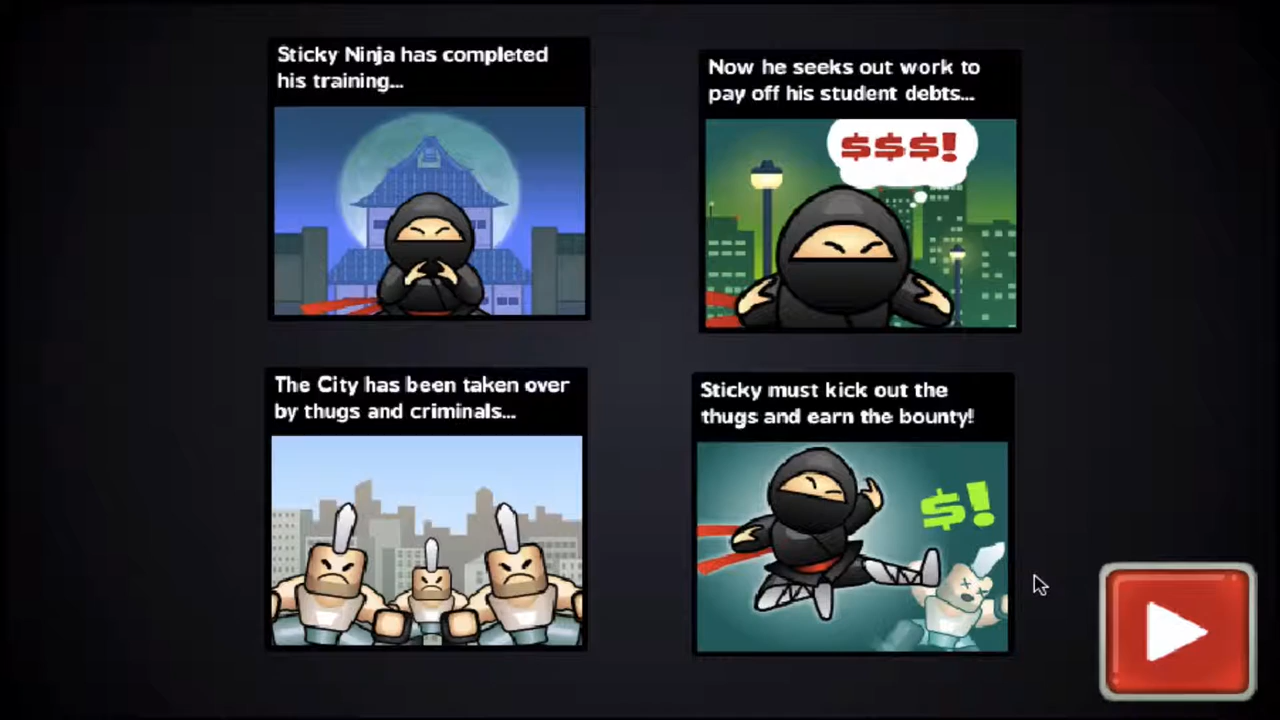 Sticky Ninja has completed
his training...
Now he seeks out work to
pay off his student debts...
$$$!
The City has been taken over
by thugs and criminals...
Sticky must kick out the
thugs and earn the bounty!
$!